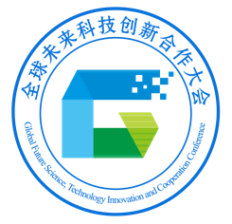 全球未来科技创新合作大会
Global Future Science, Technology Innovation and Cooperation Conference